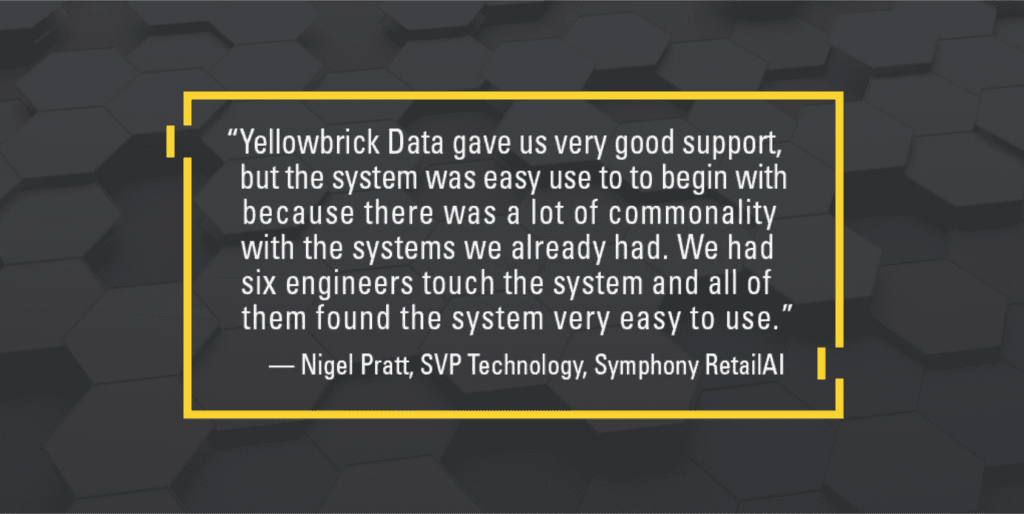 “Yellowbrick Data gave us very good support,
but the system was easy use to to begin with
because there was a lot of commonality
with the systems we already had. We had
six engineers touch the system and all of
them found the system very easy to use.”
— Nigel Pratt, SVP Technology, Symphony RetailAI